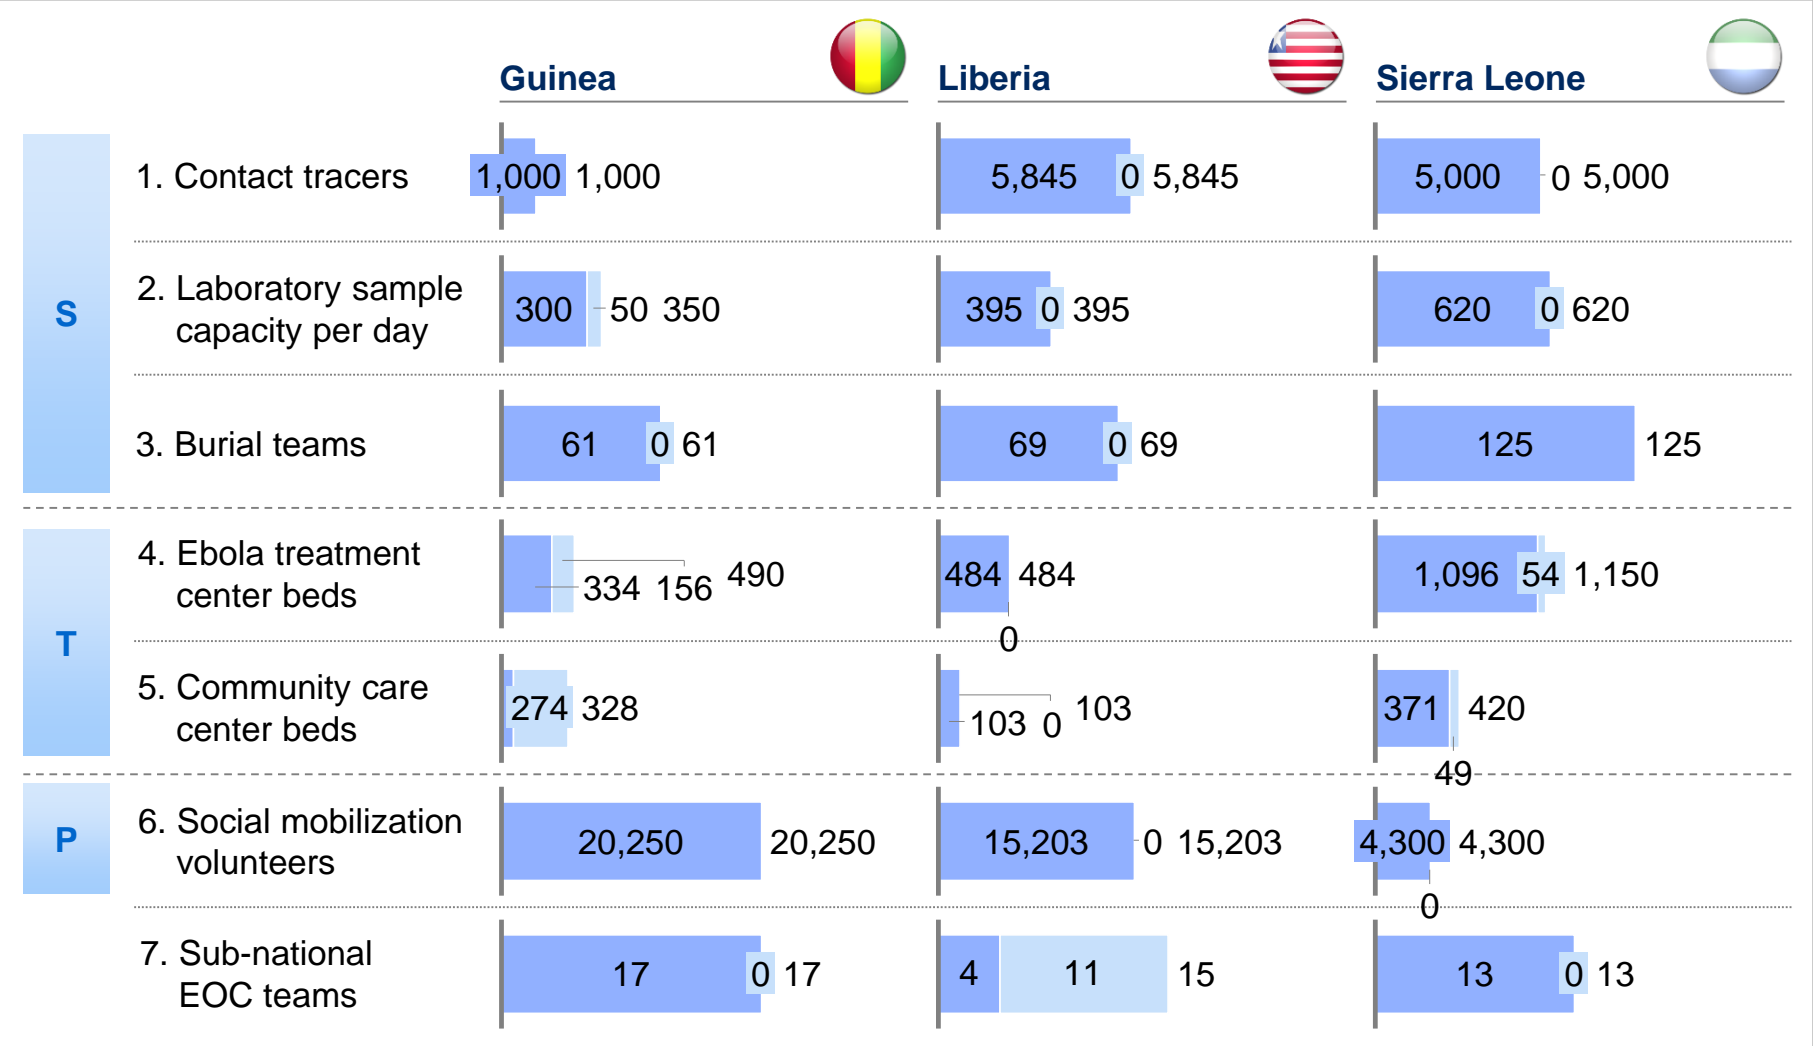 Guinea
Liberia
Sierra Leone
S
1. Contact tracers
1,000 1,000
5,845 0 5,845
5,000 0 5,000
2. Laboratory sample
capacity per day
300 50 350
395 0 395
620 0 620
3. Burial teams
61 0 61
69 0 69
125 125
T
4. Ebola treatment
center beds
334 156 490
484 484
0
1,096 54 1,150
5. Community care
center beds
274 328
103 0 103
371 420
49
P
6. Social mobilization
volunteers
20,250 20,250
15,203 0 15,203
4,300 4,300
0
7. Sub-national
EOC teams
17 0 17
4 11 15
13 0 13